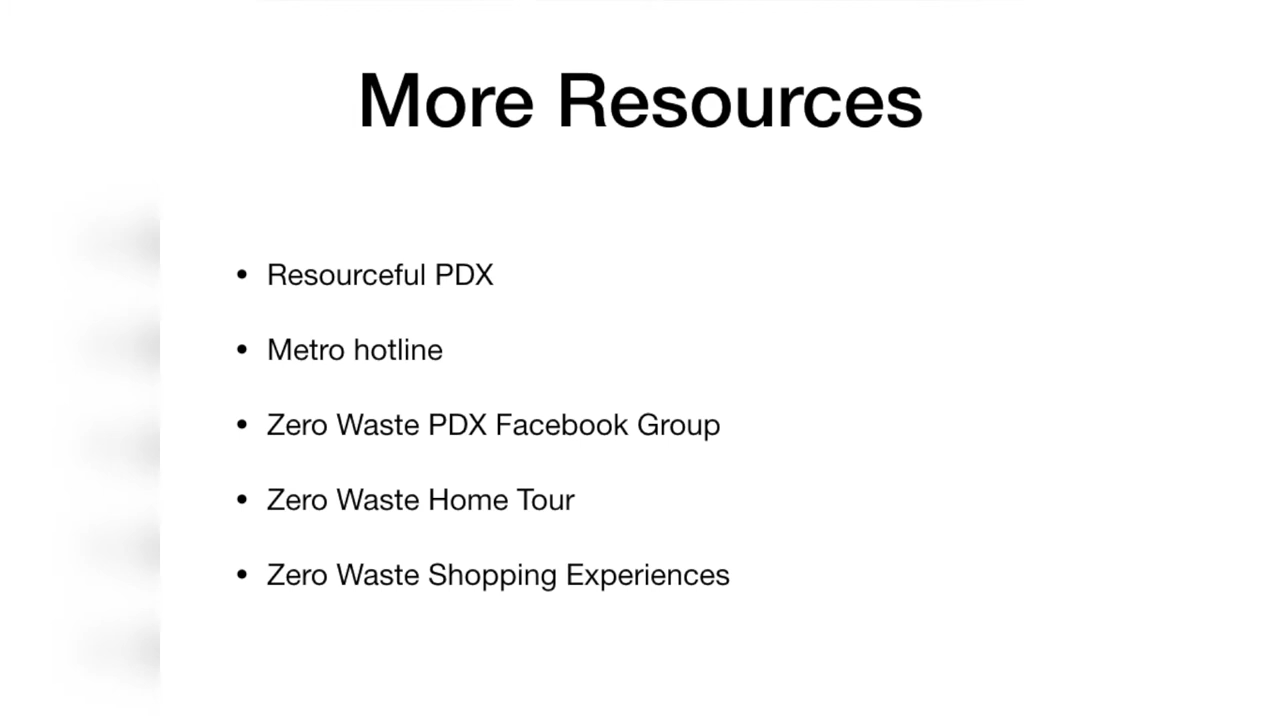 More Resources
• Resourceful PDX
• Metro hotline
• Zero Waste PDX Facebook Group
• Zero Waste Home Tour
• Zero Waste Shopping Experiences